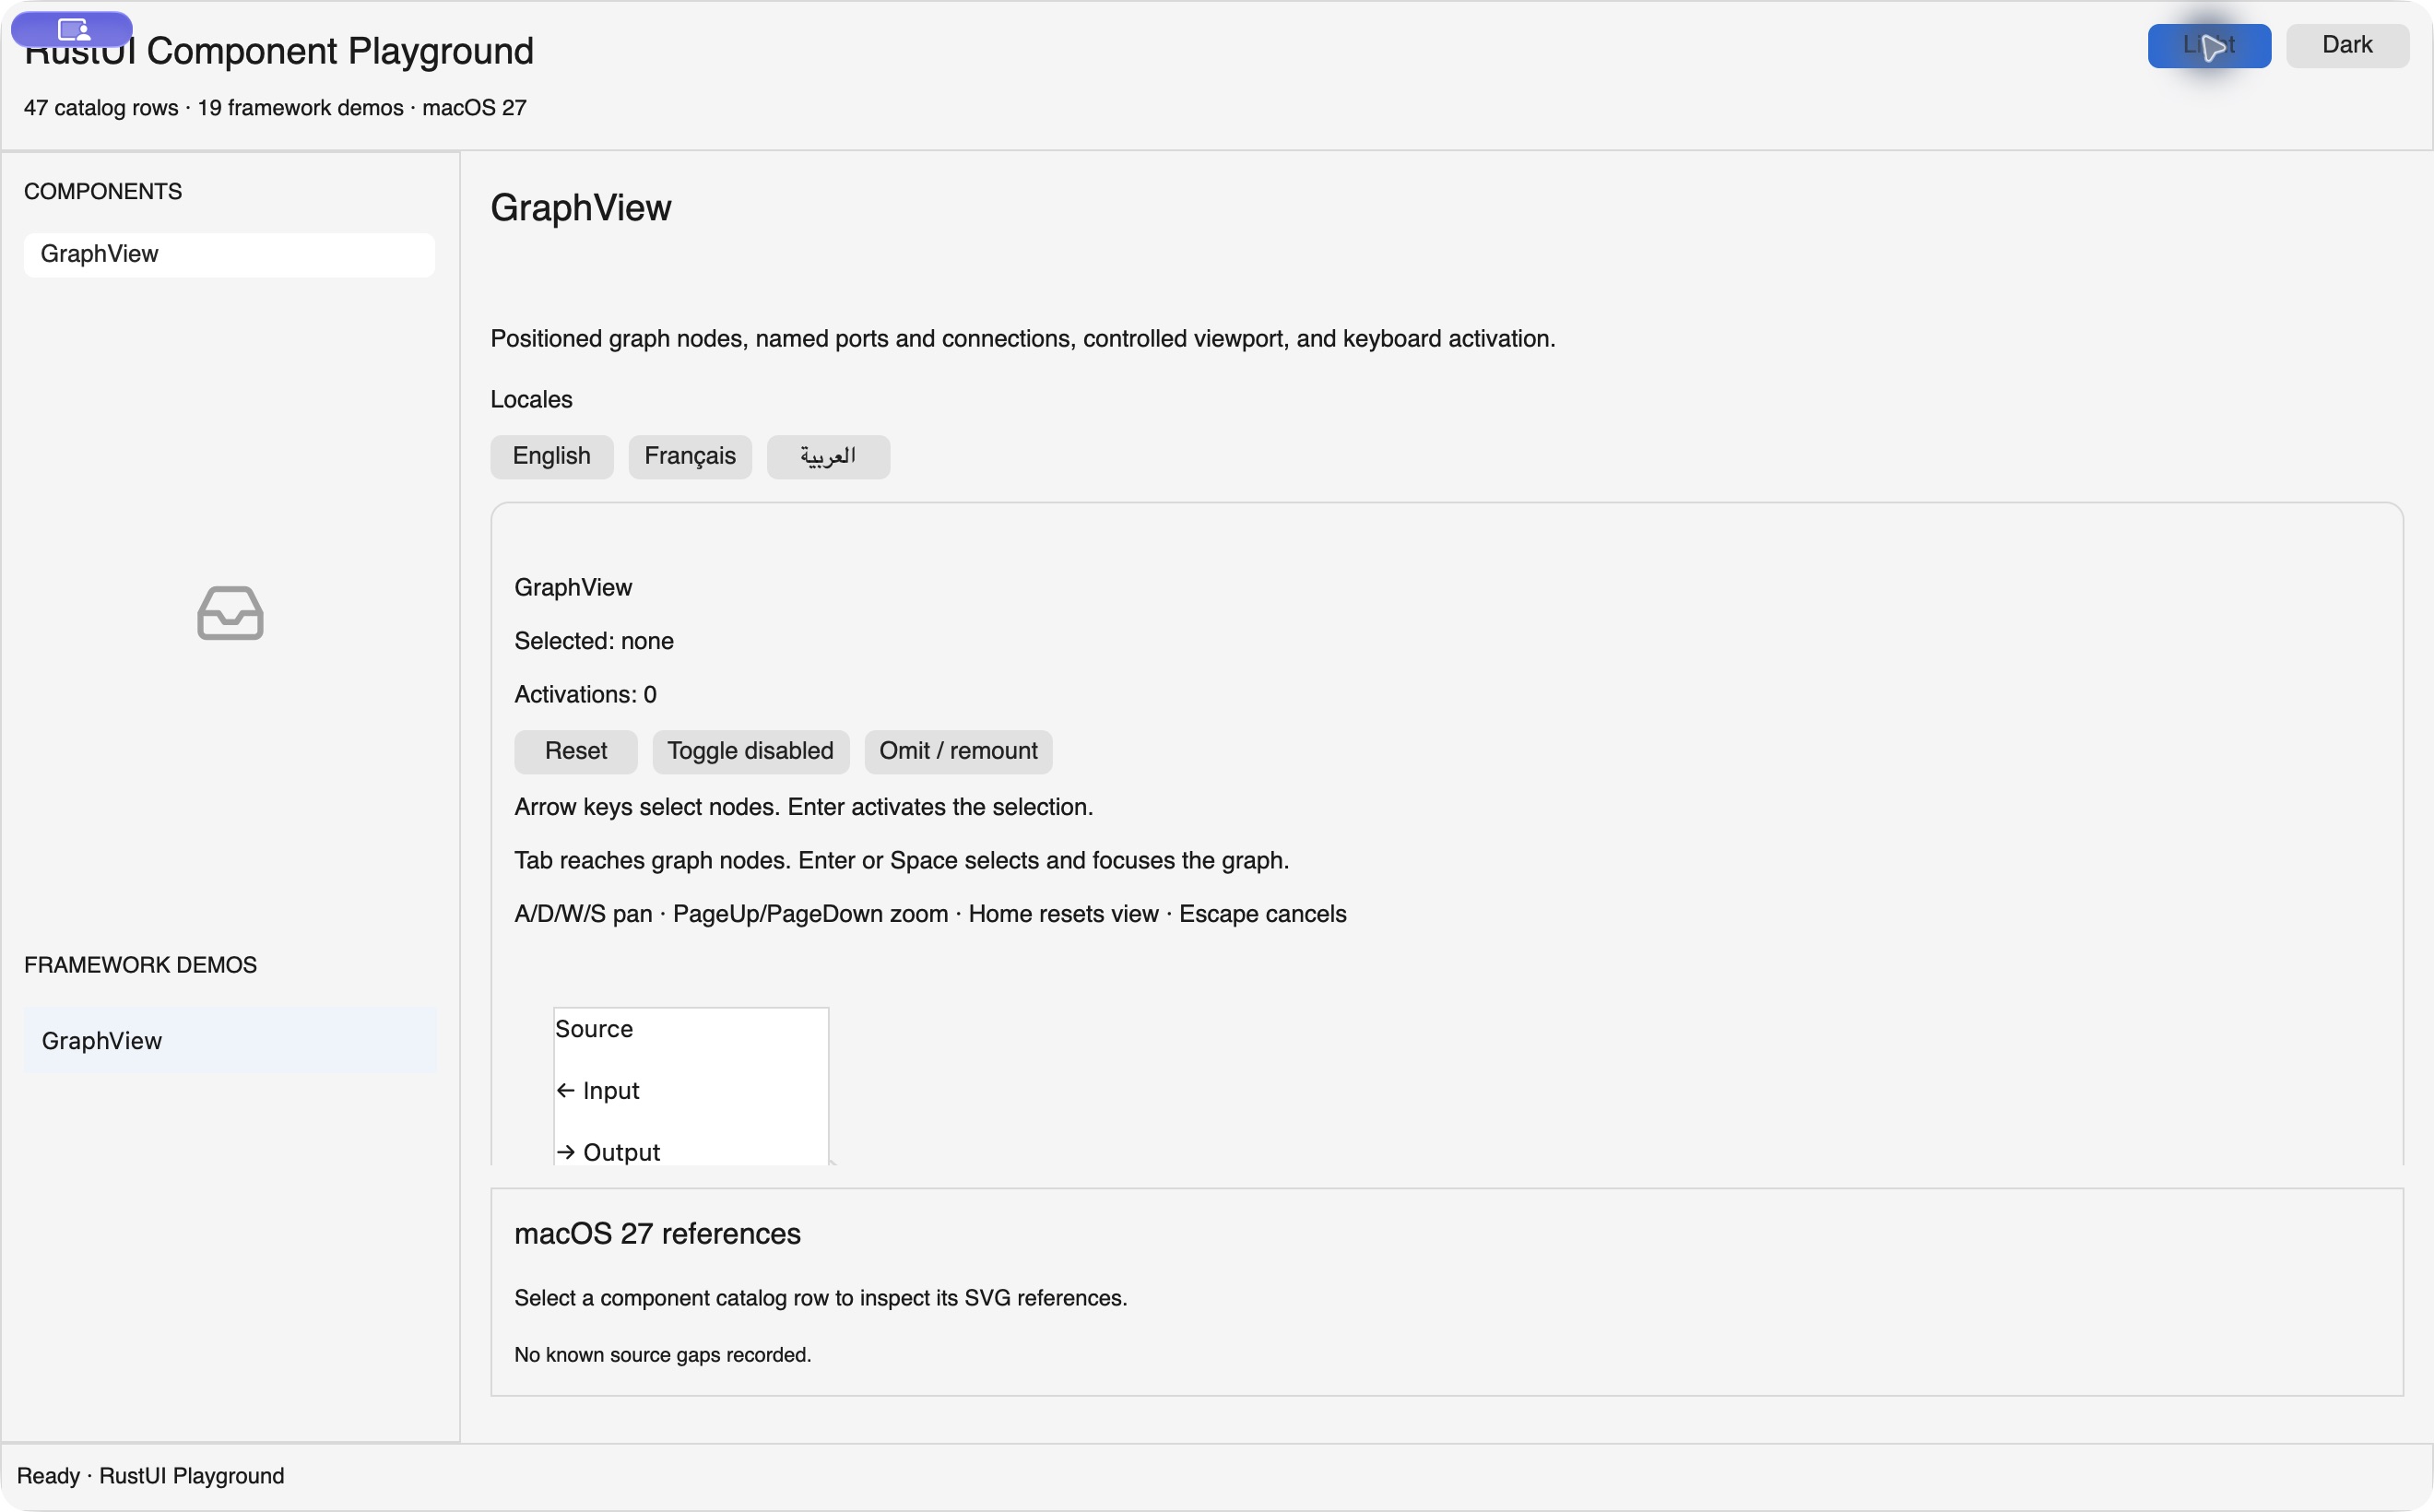 RustUI Component Playground
Light
Dark
47 catalog rows · 19 framework demos · macOS 27
COMPONENTS
GraphView
FRAMEWORK DEMOS
GraphView
GraphView
Positioned graph nodes, named ports and connections, controlled viewport, and keyboard activation.
Locales
English
Français
العربية
GraphView
Selected: none
Activations: 0
Reset
Toggle disabled
Omit / remount
Arrow keys select nodes. Enter activates the selection.
Tab reaches graph nodes. Enter or Space selects and focuses the graph.
A/D/W/S pan · PageUp/PageDown zoom · Home resets view · Escape cancels
Source
← Input
→ Output
macOS 27 references
Select a component catalog row to inspect its SVG references.
No known source gaps recorded.
Ready · RustUI Playground